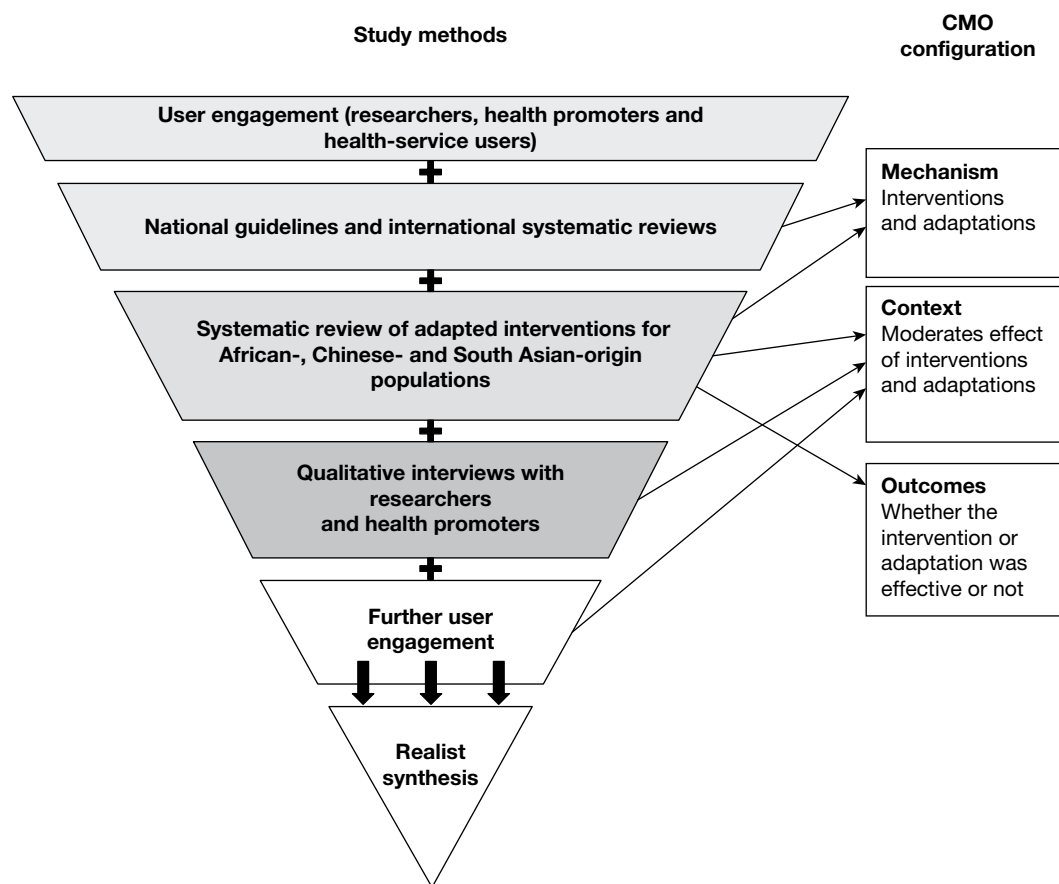 Study methods
CMO
configuration
User engagement (researchers, health promoters and
health-service users)
National guidelines and international systematic reviews
Systematic review of adapted interventions for
African-, Chinese- and South Asian-origin
populations
Qualitative interviews with
researchers
and health promoters
Further user
engagement
Realist
synthesis
Mechanism
Interventions
and adaptations
Context
Moderates effect
of interventions
and adaptations
Outcomes
Whether the
intervention or
adaptation was
effective or not